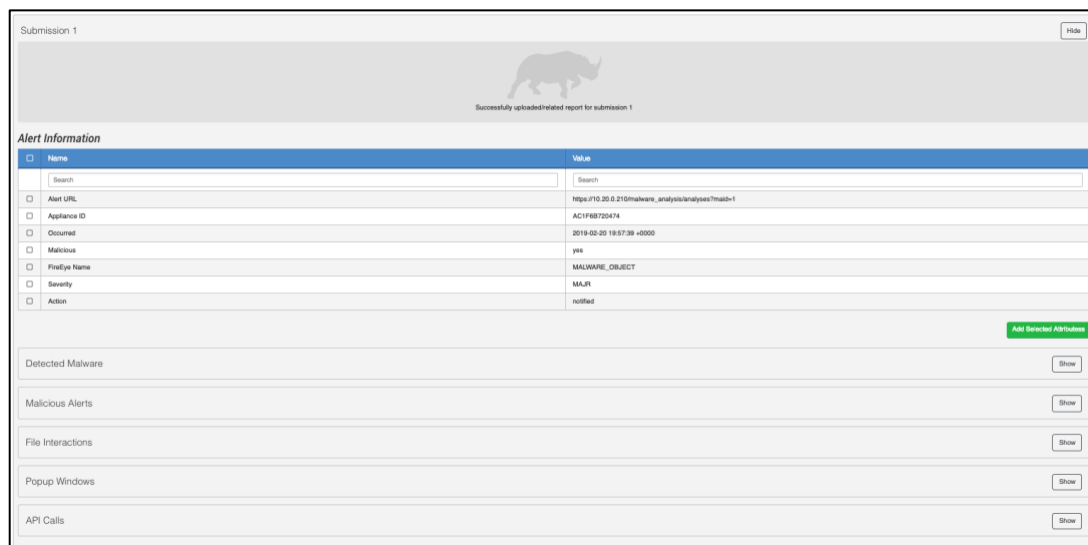 Submission 1 Hide
Successfully uploaded/related report for submission 1
Alert Information
Name Value
Search Search
Alert URL https://10.20.0.210/malware_analysis/analyses?maid=1
Appliance ID AC1F6B720474
Occurred 2019-02-20 19:57:39 +0000
Malicious yes
FireEye Name MALWARE_OBJECT
Severity MAJR
Action notified
Add Selected Attributess
Detected Malware Show
Malicious Alerts Show
File Interactions Show
Popup Windows Show
API Calls Show